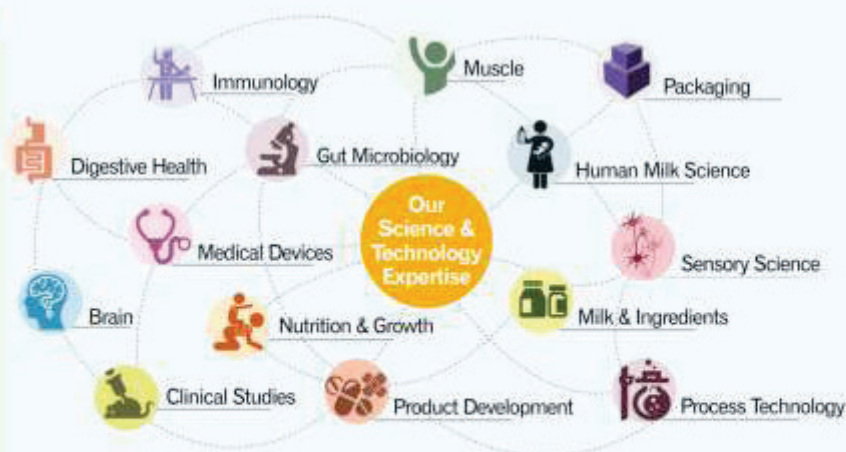 Immunology
Muscle
Packaging
Digestive Health
Gut Microbiology
Human Milk Science
Our
Science &
Technology
Expertise
Medical Devices
Sensory Science
Brain
Nutrition & Growth
Milk & Ingredients
Clinical Studies
Product Development
Process Technology